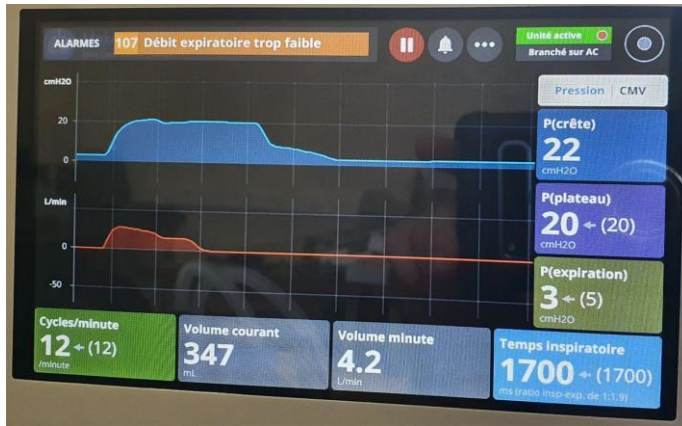 ALARMES 107 Débit expiratoire trop faible
Unité active
Branché sur AC
cmH2O
20
0
L/min
0
-50
Pression | CMV
P(crête)
22
cmH2O
P(plateau)
20 ← (20)
cmH2O
P(expiration)
3 ← (5)
cmH2O
Cycles/minute
12 ← (12)
/minute
Volume courant
347
mL
Volume minute
4.2
L/min
Temps inspiratoire
1700 ← (1700)
ms (ratio insp-exp. de 1:1.9)